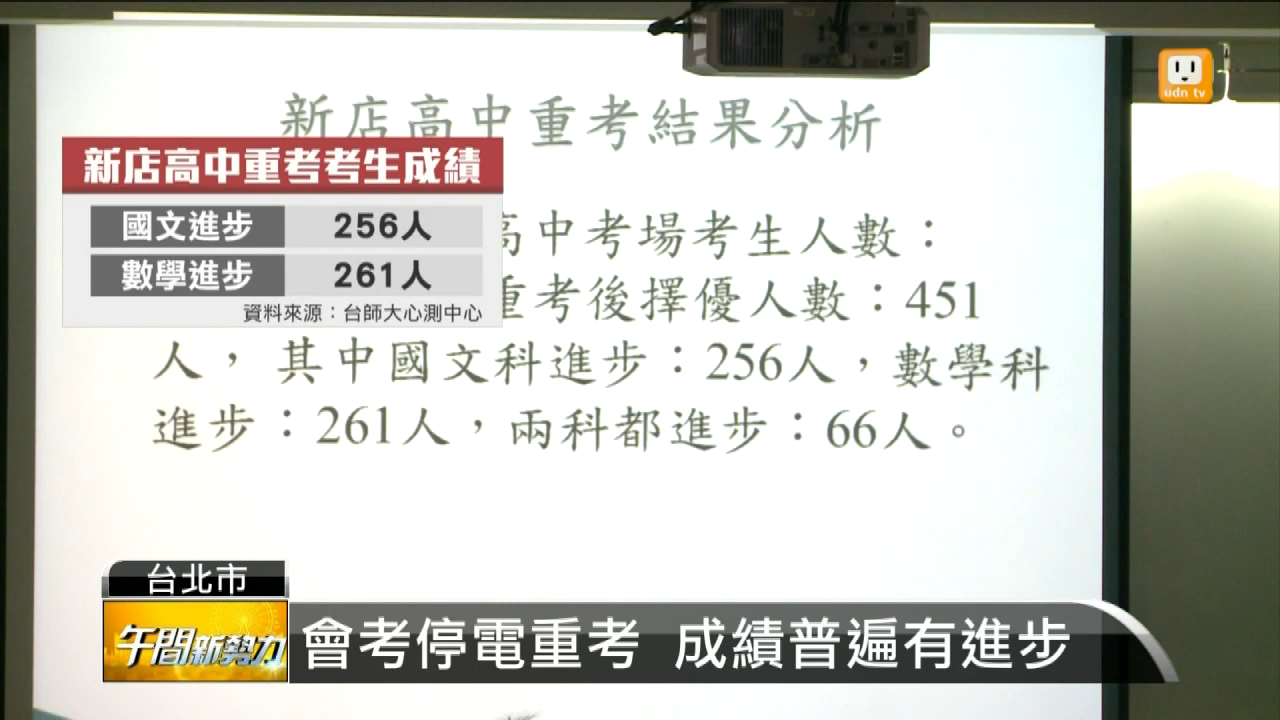 udn tv
新店高中重考結果分析
新店高中重考考生成績
國文進步 256人
數學進步 261人
資料來源：台師大心測中心
高中考場考生人數：
重考後擇優人數：451
人，其中國文科進步：256人，數學科
進步：261人，兩科都進步：66人。
台北市
午間新勢力
會考停電重考 成績普遍有進步